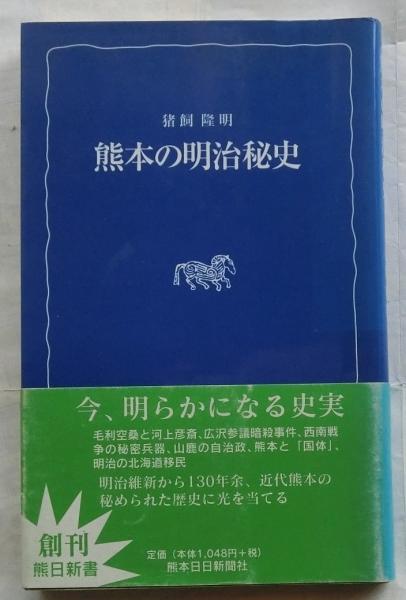 猪飼 隆明
熊本の明治秘史
今、明らかになる史実
毛利空桑と河上彦斎、広沢参議暗殺事件、西南戦
争の秘密兵器、山鹿の自治政、熊本と「国体」、
明治の北海道移民
明治維新から130年余、近代熊本の
秘められた歴史に光を当てる
創刊
熊日新書
定価(本体1,048円+税)
熊本日日新聞社